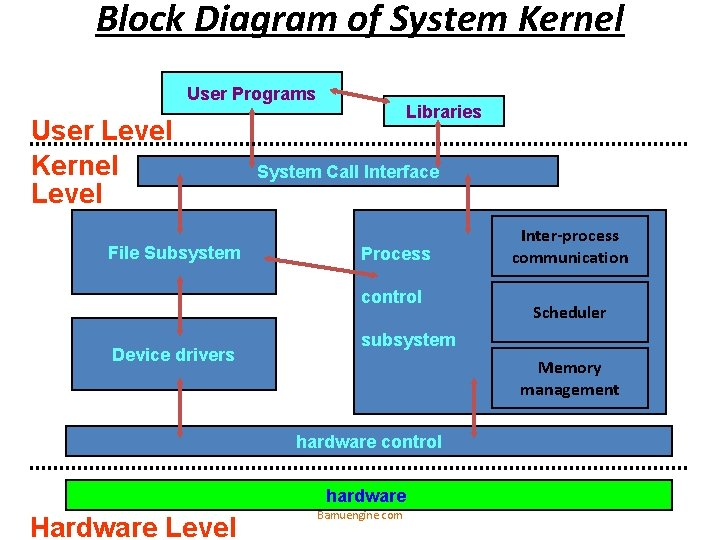 Block Diagram of System Kernel
User Programs
Libraries
User Level
Kernel
Level
System Call Interface
File Subsystem
Process
control
subsystem
Inter-process
communication
Scheduler
Memory
management
Device drivers
hardware control
hardware
Hardware Level
Bamuengine com